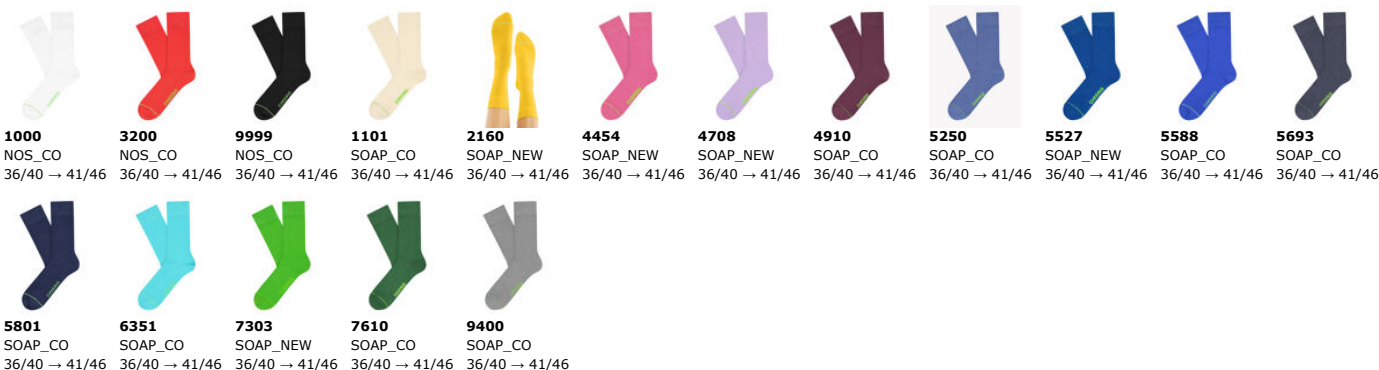 1000 3200 9999 1101 2160 4454 4708 4910 5250 5527 5588 5693
NOS_CO NOS_CO NOS_CO SOAP_CO SOAP_NEW SOAP_NEW SOAP_NEW SOAP_CO SOAP_CO SOAP_NEW SOAP_CO SOAP_CO
36/40 → 41/46 36/40 → 41/46 36/40 → 41/46 36/40 → 41/46 36/40 → 41/46 36/40 → 41/46 36/40 → 41/46 36/40 → 41/46 36/40 → 41/46 36/40 → 41/46 36/40 → 41/46 36/40 → 41/46
5801 6351 7303 7610 9400
SOAP_CO SOAP_CO SOAP_NEW SOAP_CO SOAP_CO
36/40 → 41/46 36/40 → 41/46 36/40 → 41/46 36/40 → 41/46 36/40 → 41/46